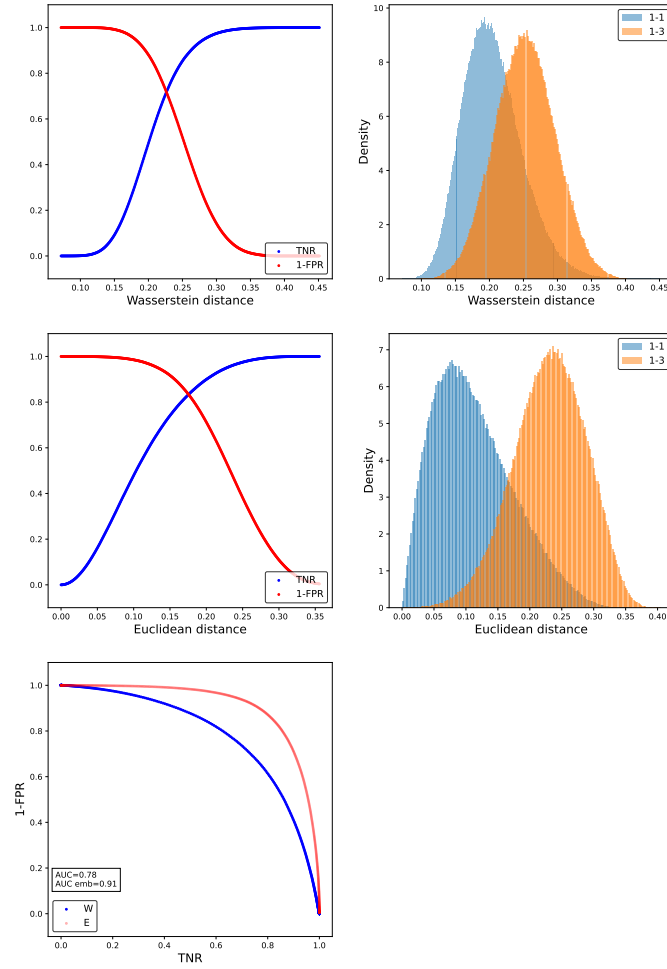 1.0
0.8
0.6
0.4
0.2
0.0
0.10 0.15 0.20 0.25 0.30 0.35 0.40 0.45
Wasserstein distance
TNR
1-FPR
10
8
6
4
2
0
Density
0.10 0.15 0.20 0.25 0.30 0.35 0.40 0.45
Wasserstein distance
1-1
1-3
1.0
0.8
0.6
0.4
0.2
0.0
0.00 0.05 0.10 0.15 0.20 0.25 0.30 0.35
Euclidean distance
TNR
1-FPR
7
6
5
4
3
2
1
0
Density
0.00 0.05 0.10 0.15 0.20 0.25 0.30 0.35 0.40
Euclidean distance
1-1
1-3
1.0
0.8
0.6
0.4
0.2
0.0
1-FPR
AUC=0.78
AUC emb=0.91
W
E
0.0 0.2 0.4 0.6 0.8 1.0
TNR